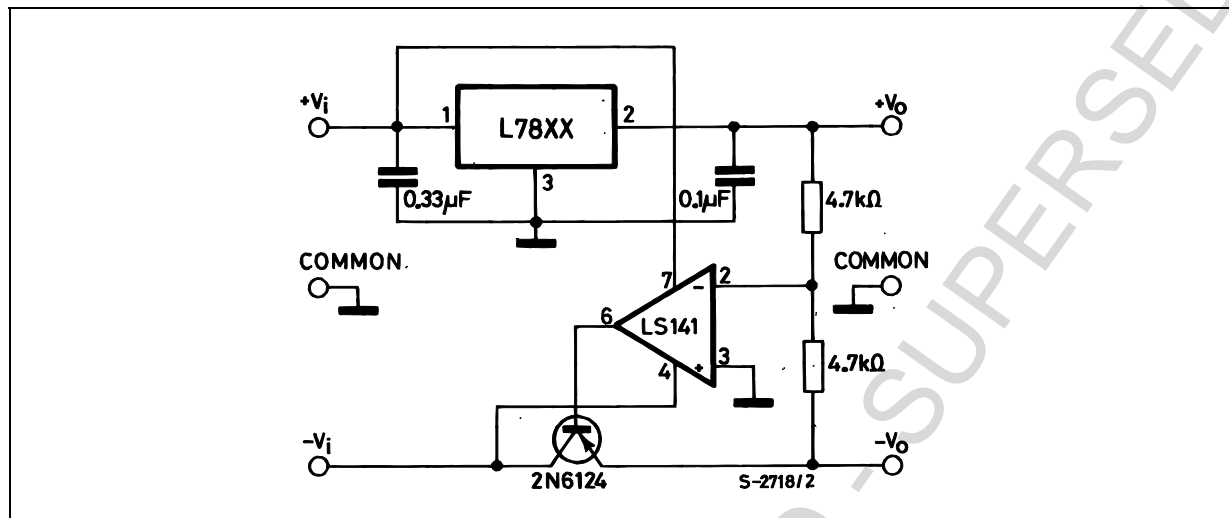 +Vi
1
L78XX
2
+Vo
3
0.33µF
0.1µF
4.7kΩ
COMMON
COMMON
7
2
-
6
LS141
3
+
4
4.7kΩ
-Vi
-Vo
2N6124
S-2718/2
- SUPERSE